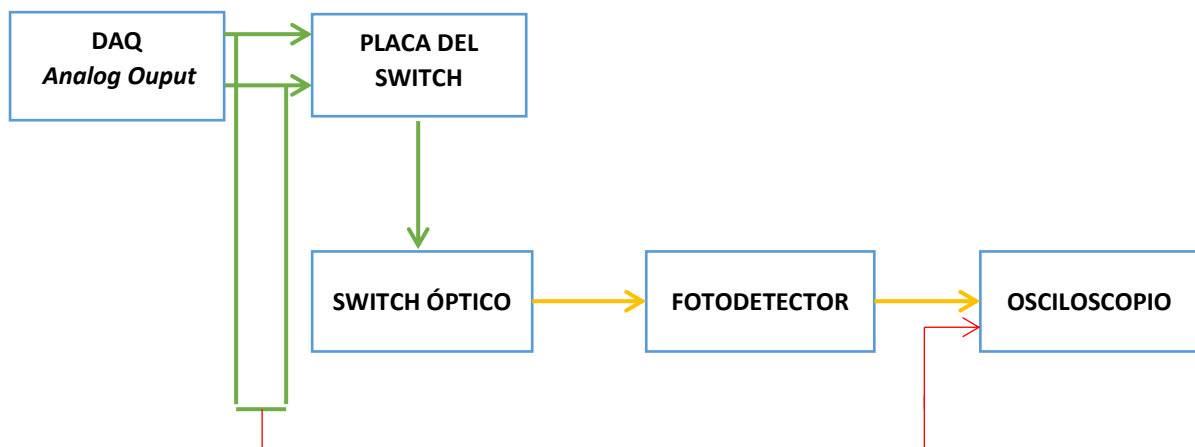 DAQ
Analog Ouput
PLACA DEL
SWITCH
SWITCH ÓPTICO
FOTODETECTOR
OSCILOSCOPIO